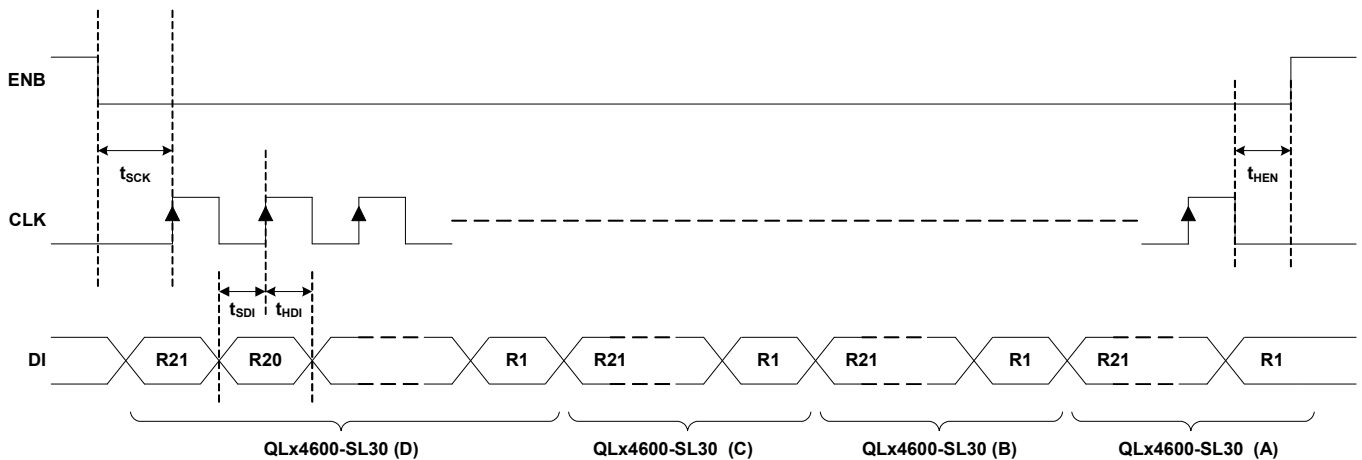 ENB
tSCK
tHEN
CLK
tSDI tHDI
DI R21 R20 R1 R21 R1 R21 R1 R21 R1
QLx4600-SL30 (D) QLx4600-SL30 (C) QLx4600-SL30 (B) QLx4600-SL30 (A)